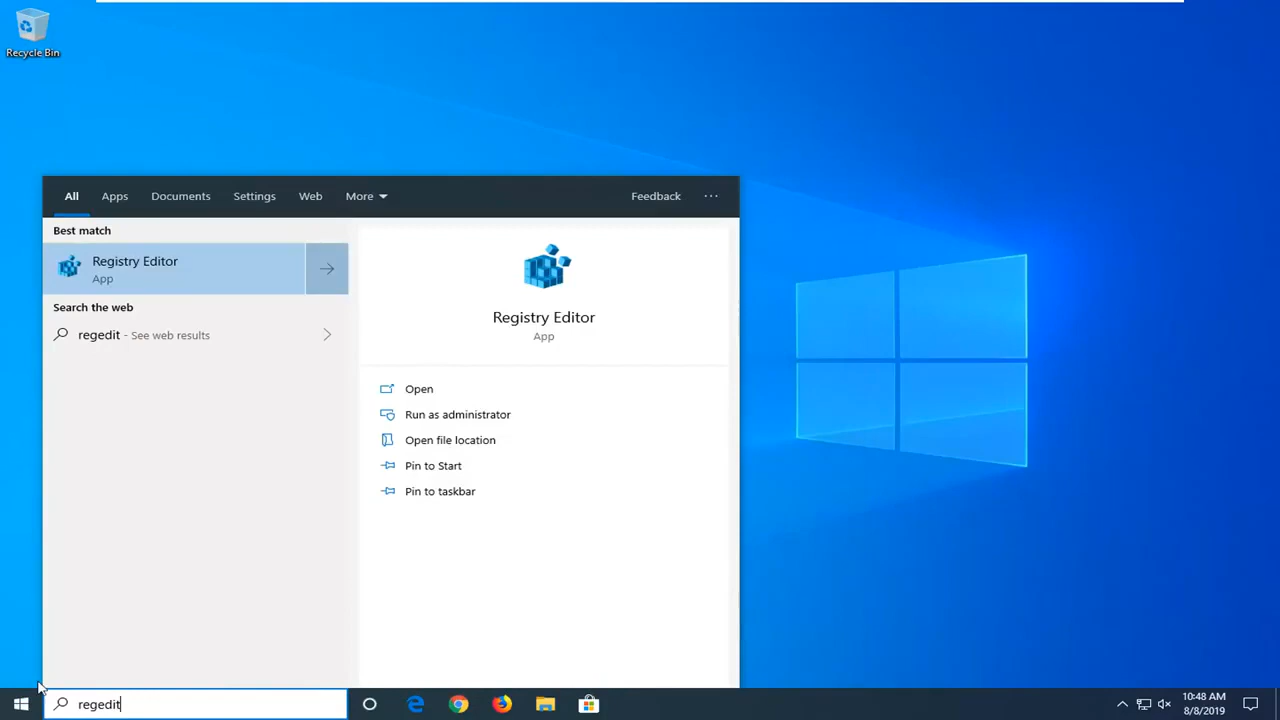 Recycle Bin
All Apps Documents Settings Web More Feedback ...
Best match
Registry Editor
App
Search the web
regedit - See web results
Registry Editor
App
Open
Run as administrator
Open file location
Pin to Start
Pin to taskbar
regedit
10:48 AM
8/8/2019